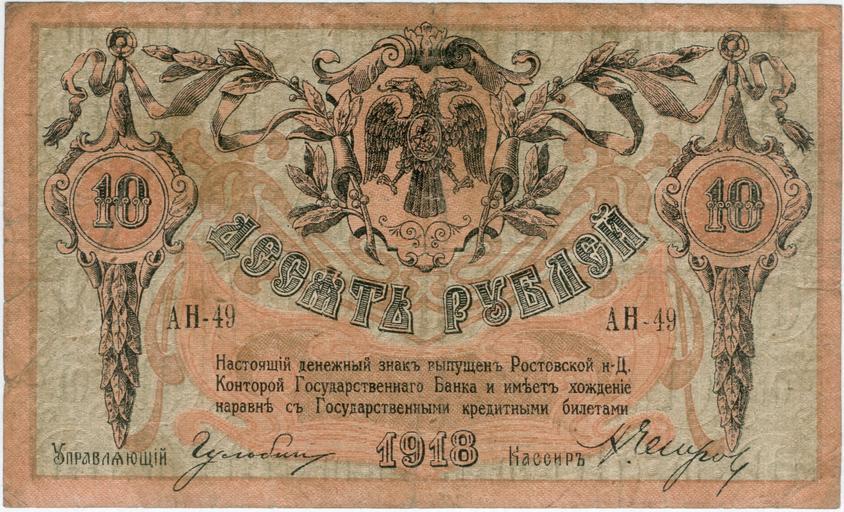 10 10
ДЕСЯТЬ РУБЛЕЙ
АН-49 АН-49
Настоящій денежный знакъ выпущенъ Ростовской н-Д.
Конторой Государственнаго Банка и имѣетъ хожденіе
наравнѣ съ Государственными кредитными билетами
Управляющій 1918 Кассиръ